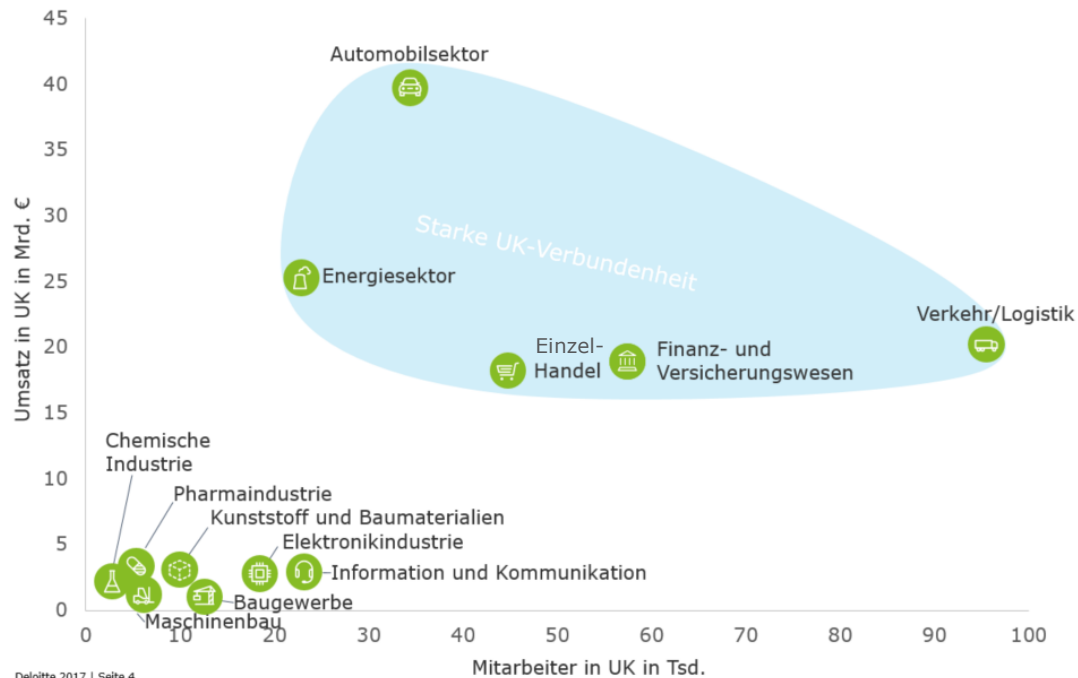 45
40
35
30
25
20
15
10
5
0
Umsatz in UK in Mrd. €
Automobilsektor
Starke UK-Verbundenheit
Energiesektor
Verkehr/Logistik
Einzel-
Handel
Finanz- und
Versicherungswesen
Chemische
Industrie
Pharmaindustrie
Kunststoff und Baumaterialien
Elektronikindustrie
Information und Kommunikation
Baugewerbe
Maschinenbau
0 10 20 30 40 50 60 70 80 90 100
Mitarbeiter in UK in Tsd.
Deloitte 2017 | Seite 4